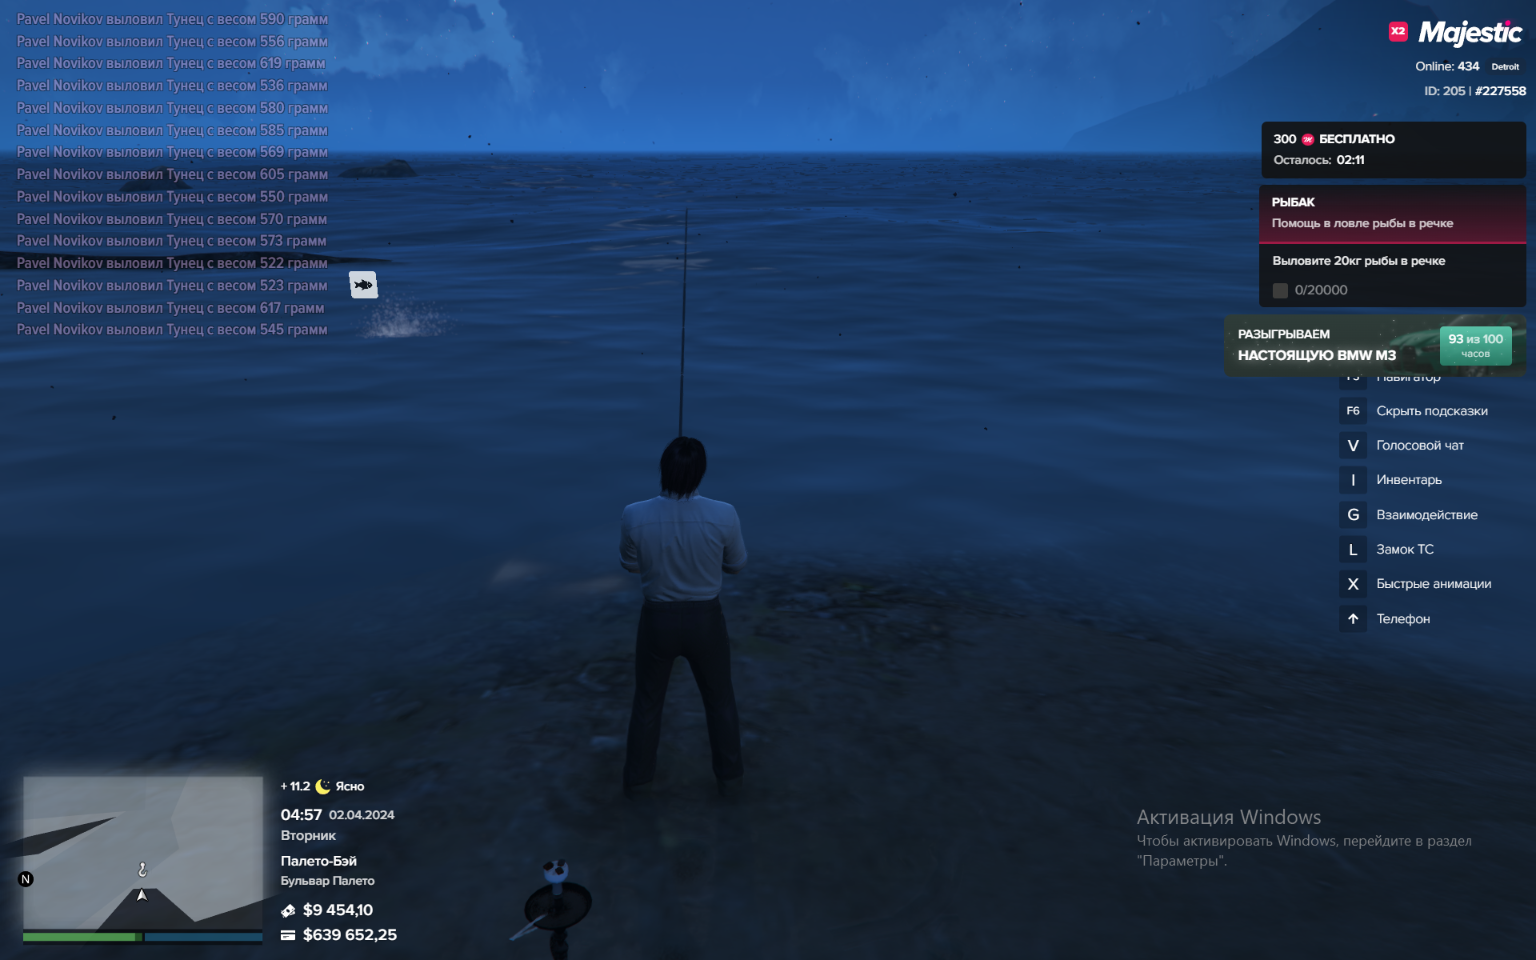 Pavel Novikov выловил Тунец с весом 590 грамм
Pavel Novikov выловил Тунец с весом 556 грамм
Pavel Novikov выловил Тунец с весом 619 грамм
Pavel Novikov выловил Тунец с весом 536 грамм
Pavel Novikov выловил Тунец с весом 580 грамм
Pavel Novikov выловил Тунец с весом 585 грамм
Pavel Novikov выловил Тунец с весом 569 грамм
Pavel Novikov выловил Тунец с весом 605 грамм
Pavel Novikov выловил Тунец с весом 550 грамм
Pavel Novikov выловил Тунец с весом 570 грамм
Pavel Novikov выловил Тунец с весом 573 грамм
Pavel Novikov выловил Тунец с весом 522 грамм
Pavel Novikov выловил Тунец с весом 523 грамм
Pavel Novikov выловил Тунец с весом 617 грамм
Pavel Novikov выловил Тунец с весом 545 грамм
X2 Majestic
Online: 434 Detroit
ID: 205 | #227558
300 БЕСПЛАТНО
Осталось: 02:11
РЫБАК
Помощь в ловле рыбы в речке
Выловите 20кг рыбы в речке
0/20000
РАЗЫГРЫВАЕМ
НАСТОЯЩУЮ BMW M3
93 из 100
часов
Навигатор
F6 Скрыть подсказки
V Голосовой чат
I Инвентарь
G Взаимодействие
L Замок ТС
X Быстрые анимации
Телефон
+ 11.2 Ясно
04:57 02.04.2024
Вторник
Палето-Бэй
Бульвар Палето
$9 454,10
$639 652,25
N
Активация Windows
Чтобы активировать Windows, перейдите в раздел
"Параметры".